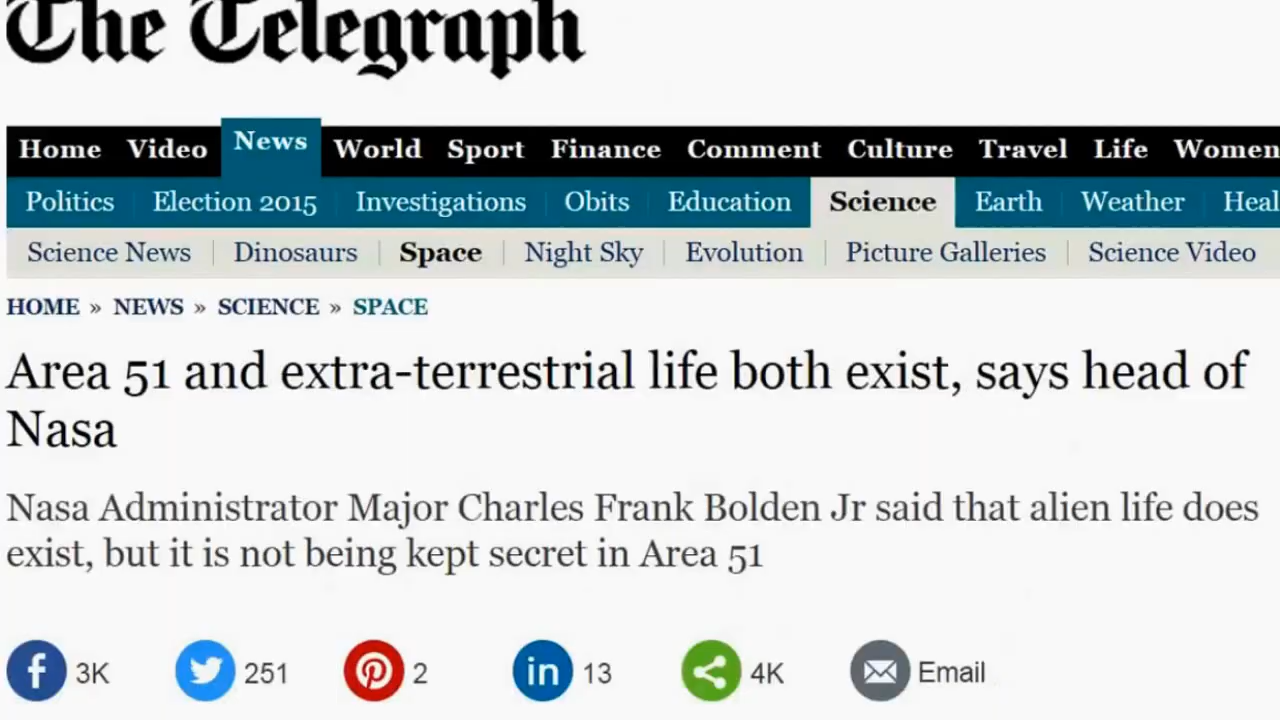 The Telegraph
Home Video News World Sport Finance Comment Culture Travel Life Women
Politics Election 2015 Investigations Obits Education Science Earth Weather Heal
Science News Dinosaurs Space Night Sky Evolution Picture Galleries Science Video
HOME » NEWS » SCIENCE » SPACE
Area 51 and extra-terrestrial life both exist, says head of
Nasa
Nasa Administrator Major Charles Frank Bolden Jr said that alien life does
exist, but it is not being kept secret in Area 51
f 3K 251 2 in 13 4K Email